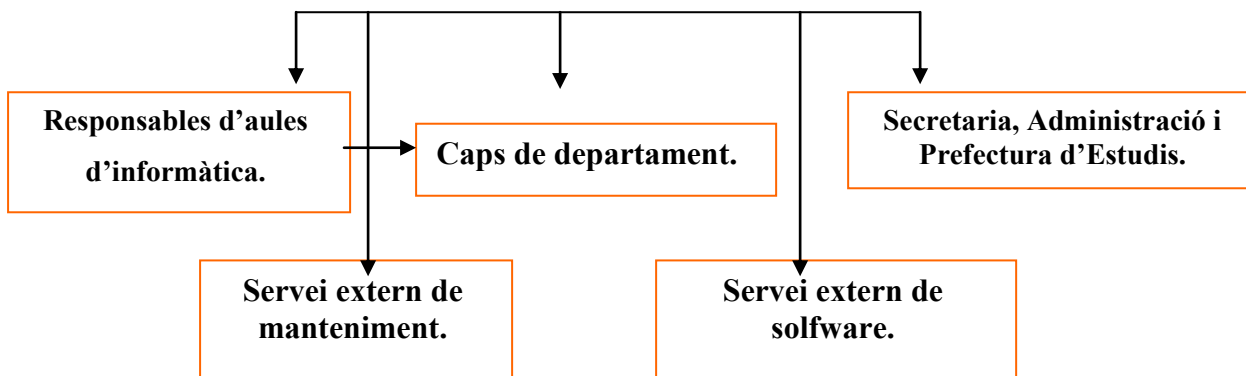 Responsables d’aules
d’informàtica.
Caps de departament.
Secretaria, Administració i
Prefectura d’Estudis.
Servei extern de
manteniment.
Servei extern de
solfware.